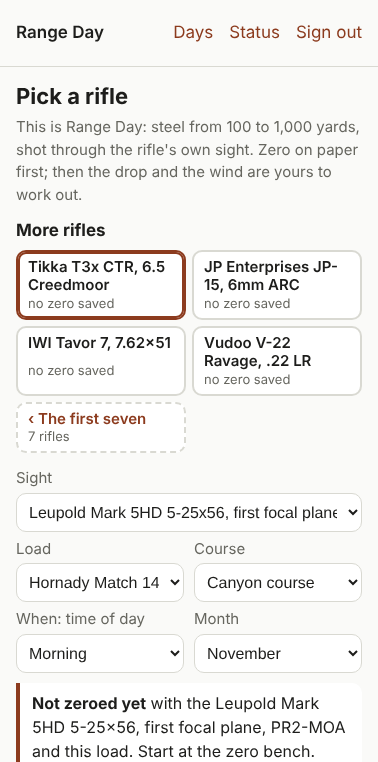 Range Day
Days Status Sign out
Pick a rifle
This is Range Day: steel from 100 to 1,000 yards,
shot through the rifle's own sight. Zero on paper
first; then the drop and the wind are yours to
work out.
More rifles
Tikka T3x CTR, 6.5
Creedmoor
no zero saved
JP Enterprises JP-
15, 6mm ARC
no zero saved
IWI Tavor 7, 7.62×51
no zero saved
Vudoo V-22
Ravage, .22 LR
no zero saved
‹ The first seven
7 rifles
Sight
Leupold Mark 5HD 5-25x56, first focal plane
Load
Hornady Match 14
Course
Canyon course
When: time of day
Morning
Month
November
Not zeroed yet with the Leupold Mark
5HD 5-25×56, first focal plane, PR2-MOA
and this load. Start at the zero bench.